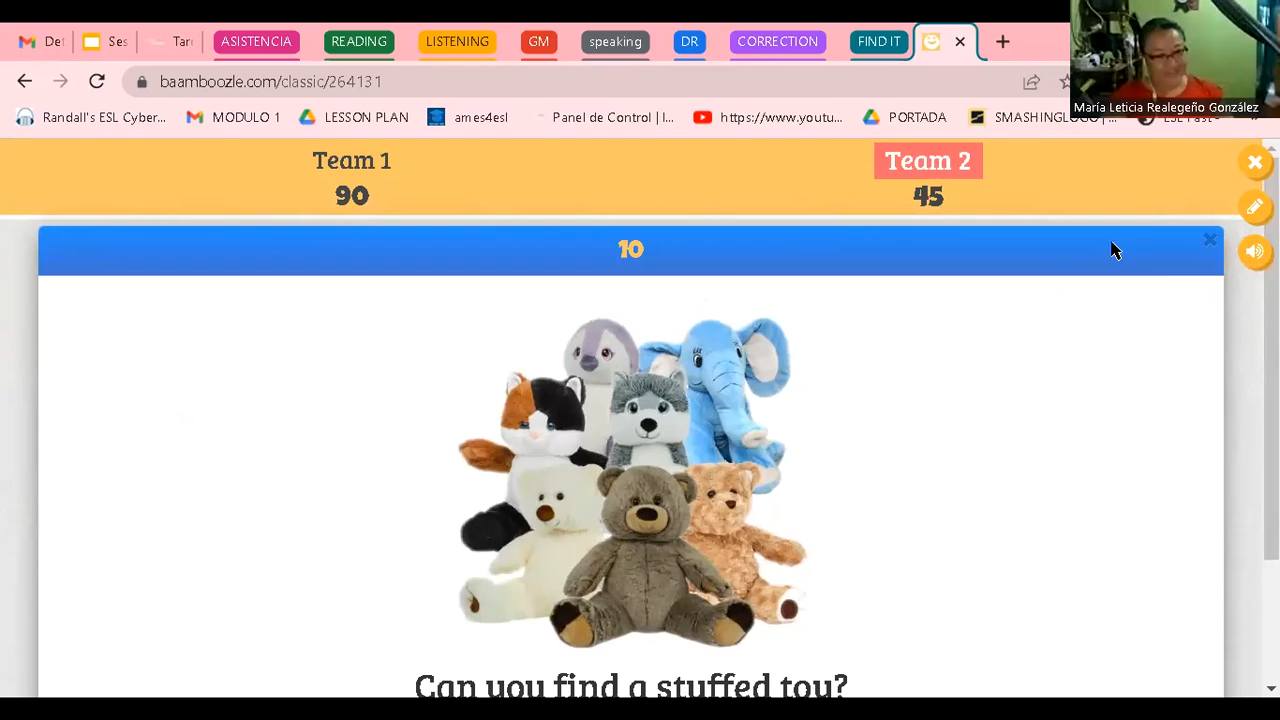 De
Ses
Tar
ASISTENCIA
READING
LISTENING
GM
speaking
DR
CORRECTION
FIND IT
baamboozle.com/classic/264131
María Leticia Realegeño González
Randall's ESL Cyber...
MODULO 1
LESSON PLAN
ames4esl
Panel de Control | I...
https://www.youtu...
PORTADA
SMASHINGLOGO |...
Team 1
Team 2
90
45
10
Can you find a stuffed toy?